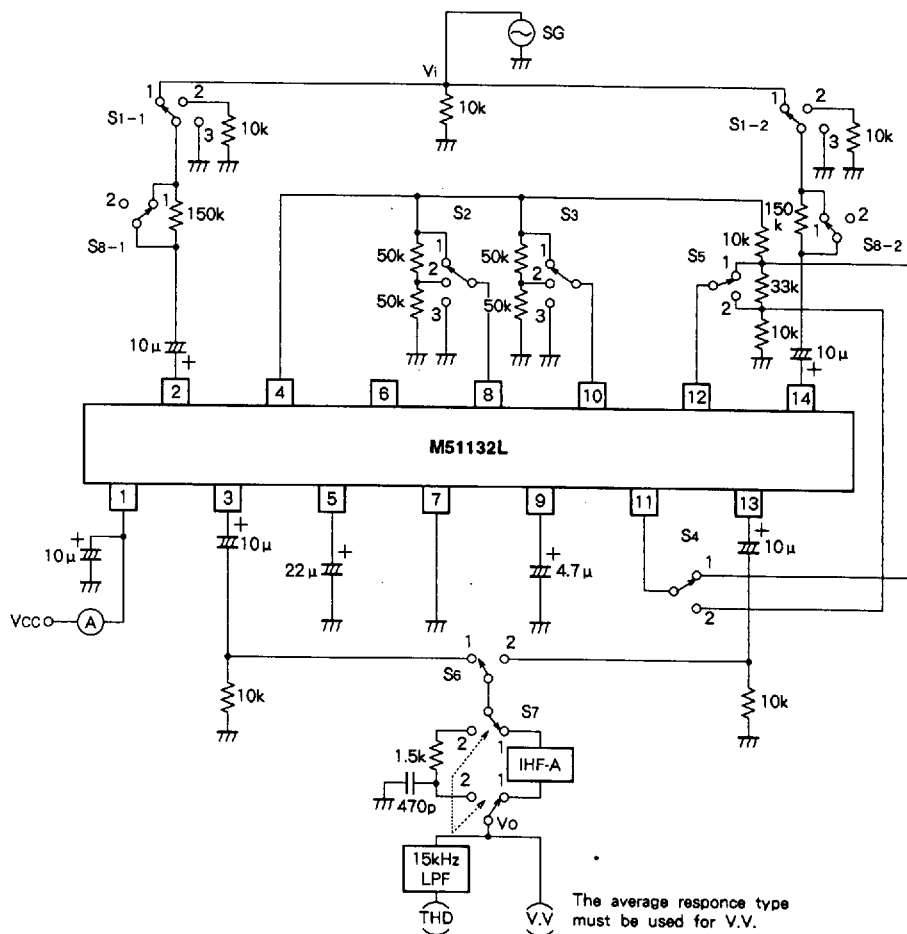 SG
Vi
1
2
S1-1
3
10k
10k
1
2
S1-2
3
10k
2
1
150k
S8-1
150
k
1
2
S8-2
S2
S3
50k
1
2
50k
3
50k
1
2
50k
3
10k
S5
1
33k
2
10k
10μ
+
10μ
+
2
4
6
8
10
12
14
M51132L
1
3
5
7
9
11
13
+
10μ
+
10μ
+
22μ
+
4.7μ
S4
1
2
+
10μ
Vcc
A
1
2
S6
10k
10k
S7
1.5k
2
1
IHF-A
2
1
470p
Vo
15kHz
LPF
THD
V.V
The average responce type
must be used for V.V.